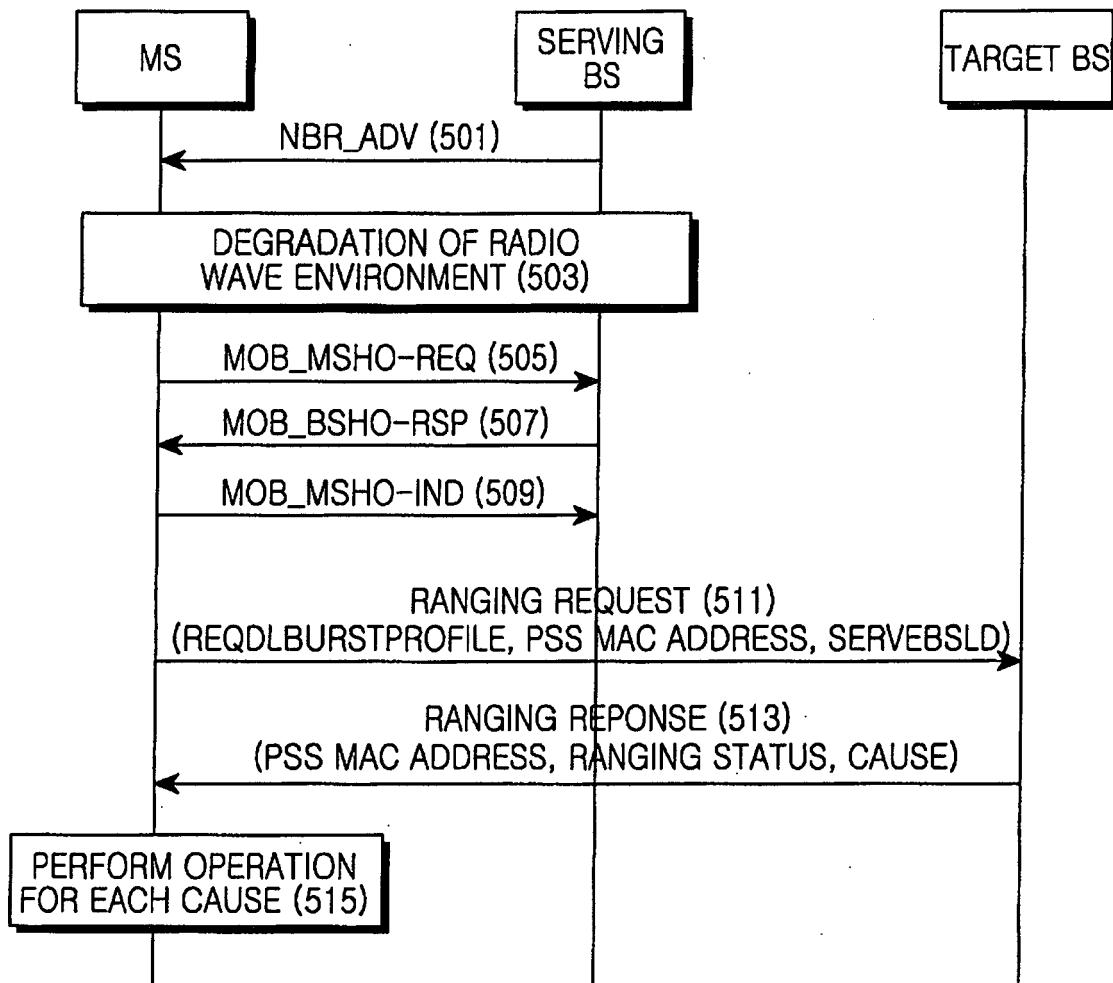 MS
SERVING
BS
TARGET BS
NBR_ADV (501)
DEGRADATION OF RADIO
WAVE ENVIRONMENT (503)
MOB_MSHO-REQ (505)
MOB_BSHO-RSP (507)
MOB_MSHO-IND (509)
RANGING REQUEST (511)
(REQDLBURSTPROFILE, PSS MAC ADDRESS, SERVEBSLD)
RANGING REPONSE (513)
(PSS MAC ADDRESS, RANGING STATUS, CAUSE)
PERFORM OPERATION
FOR EACH CAUSE (515)